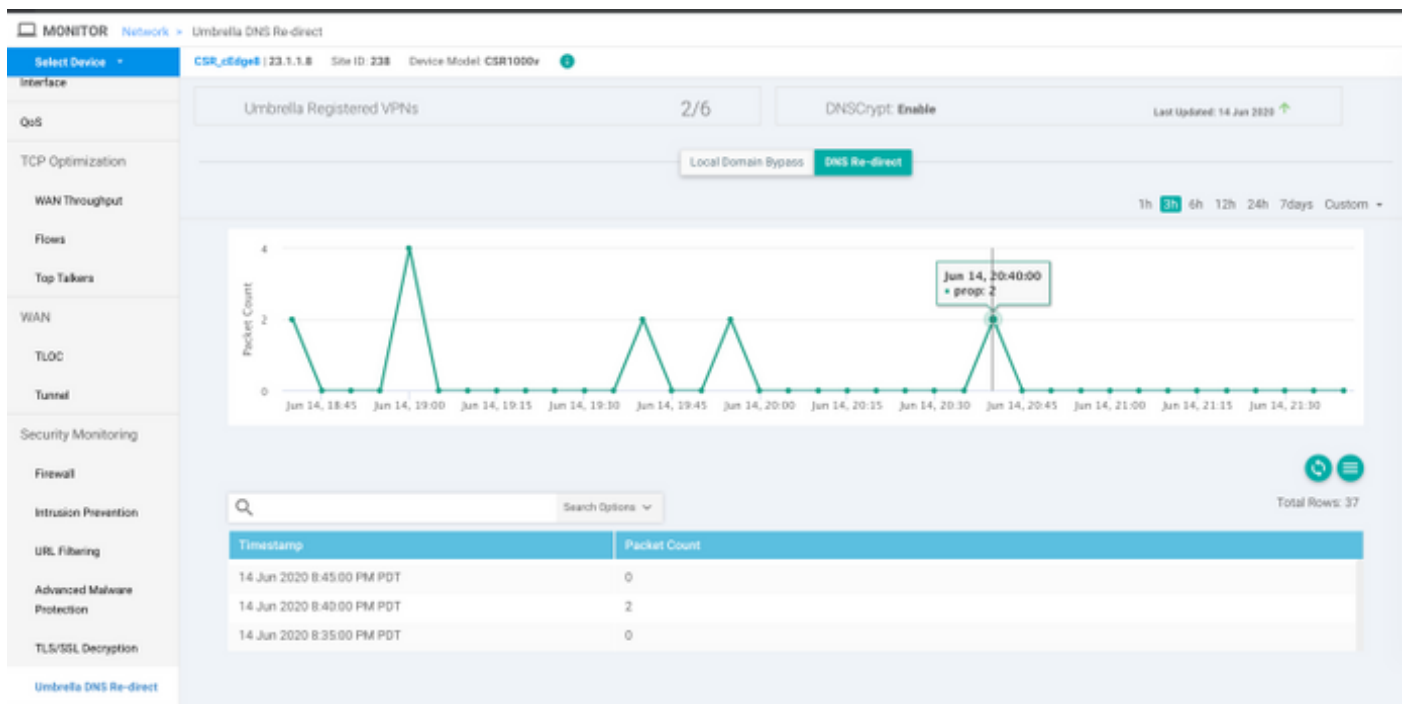 MONITOR Network > Umbrella DNS Re-direct
Select Device
CSR_cEdge8 | 23.1.1.8 Site ID: 238 Device Model: CSR1000v
Interface
QoS
TCP Optimization
WAN Throughput
Flows
Top Talkers
WAN
TLOC
Tunnel
Security Monitoring
Firewall
Intrusion Prevention
URL Filtering
Advanced Malware
Protection
TLS/SSL Decryption
Umbrella DNS Re-direct
Umbrella Registered VPNs 2/6
DNSCrypt: Enable Last Updated: 14 Jun 2020
Local Domain Bypass DNS Re-direct
1h 3h 6h 12h 24h 7days Custom
Packet Count
4
2
0
Jun 14, 20:40:00
prop: 2
Jun 14, 18:45 Jun 14, 19:00 Jun 14, 19:15 Jun 14, 19:30 Jun 14, 19:45 Jun 14, 20:00 Jun 14, 20:15 Jun 14, 20:30 Jun 14, 20:45 Jun 14, 21:00 Jun 14, 21:15 Jun 14, 21:30
Search Options
Total Rows: 37
Timestamp Packet Count
14 Jun 2020 8:45:00 PM PDT 0
14 Jun 2020 8:40:00 PM PDT 2
14 Jun 2020 8:35:00 PM PDT 0